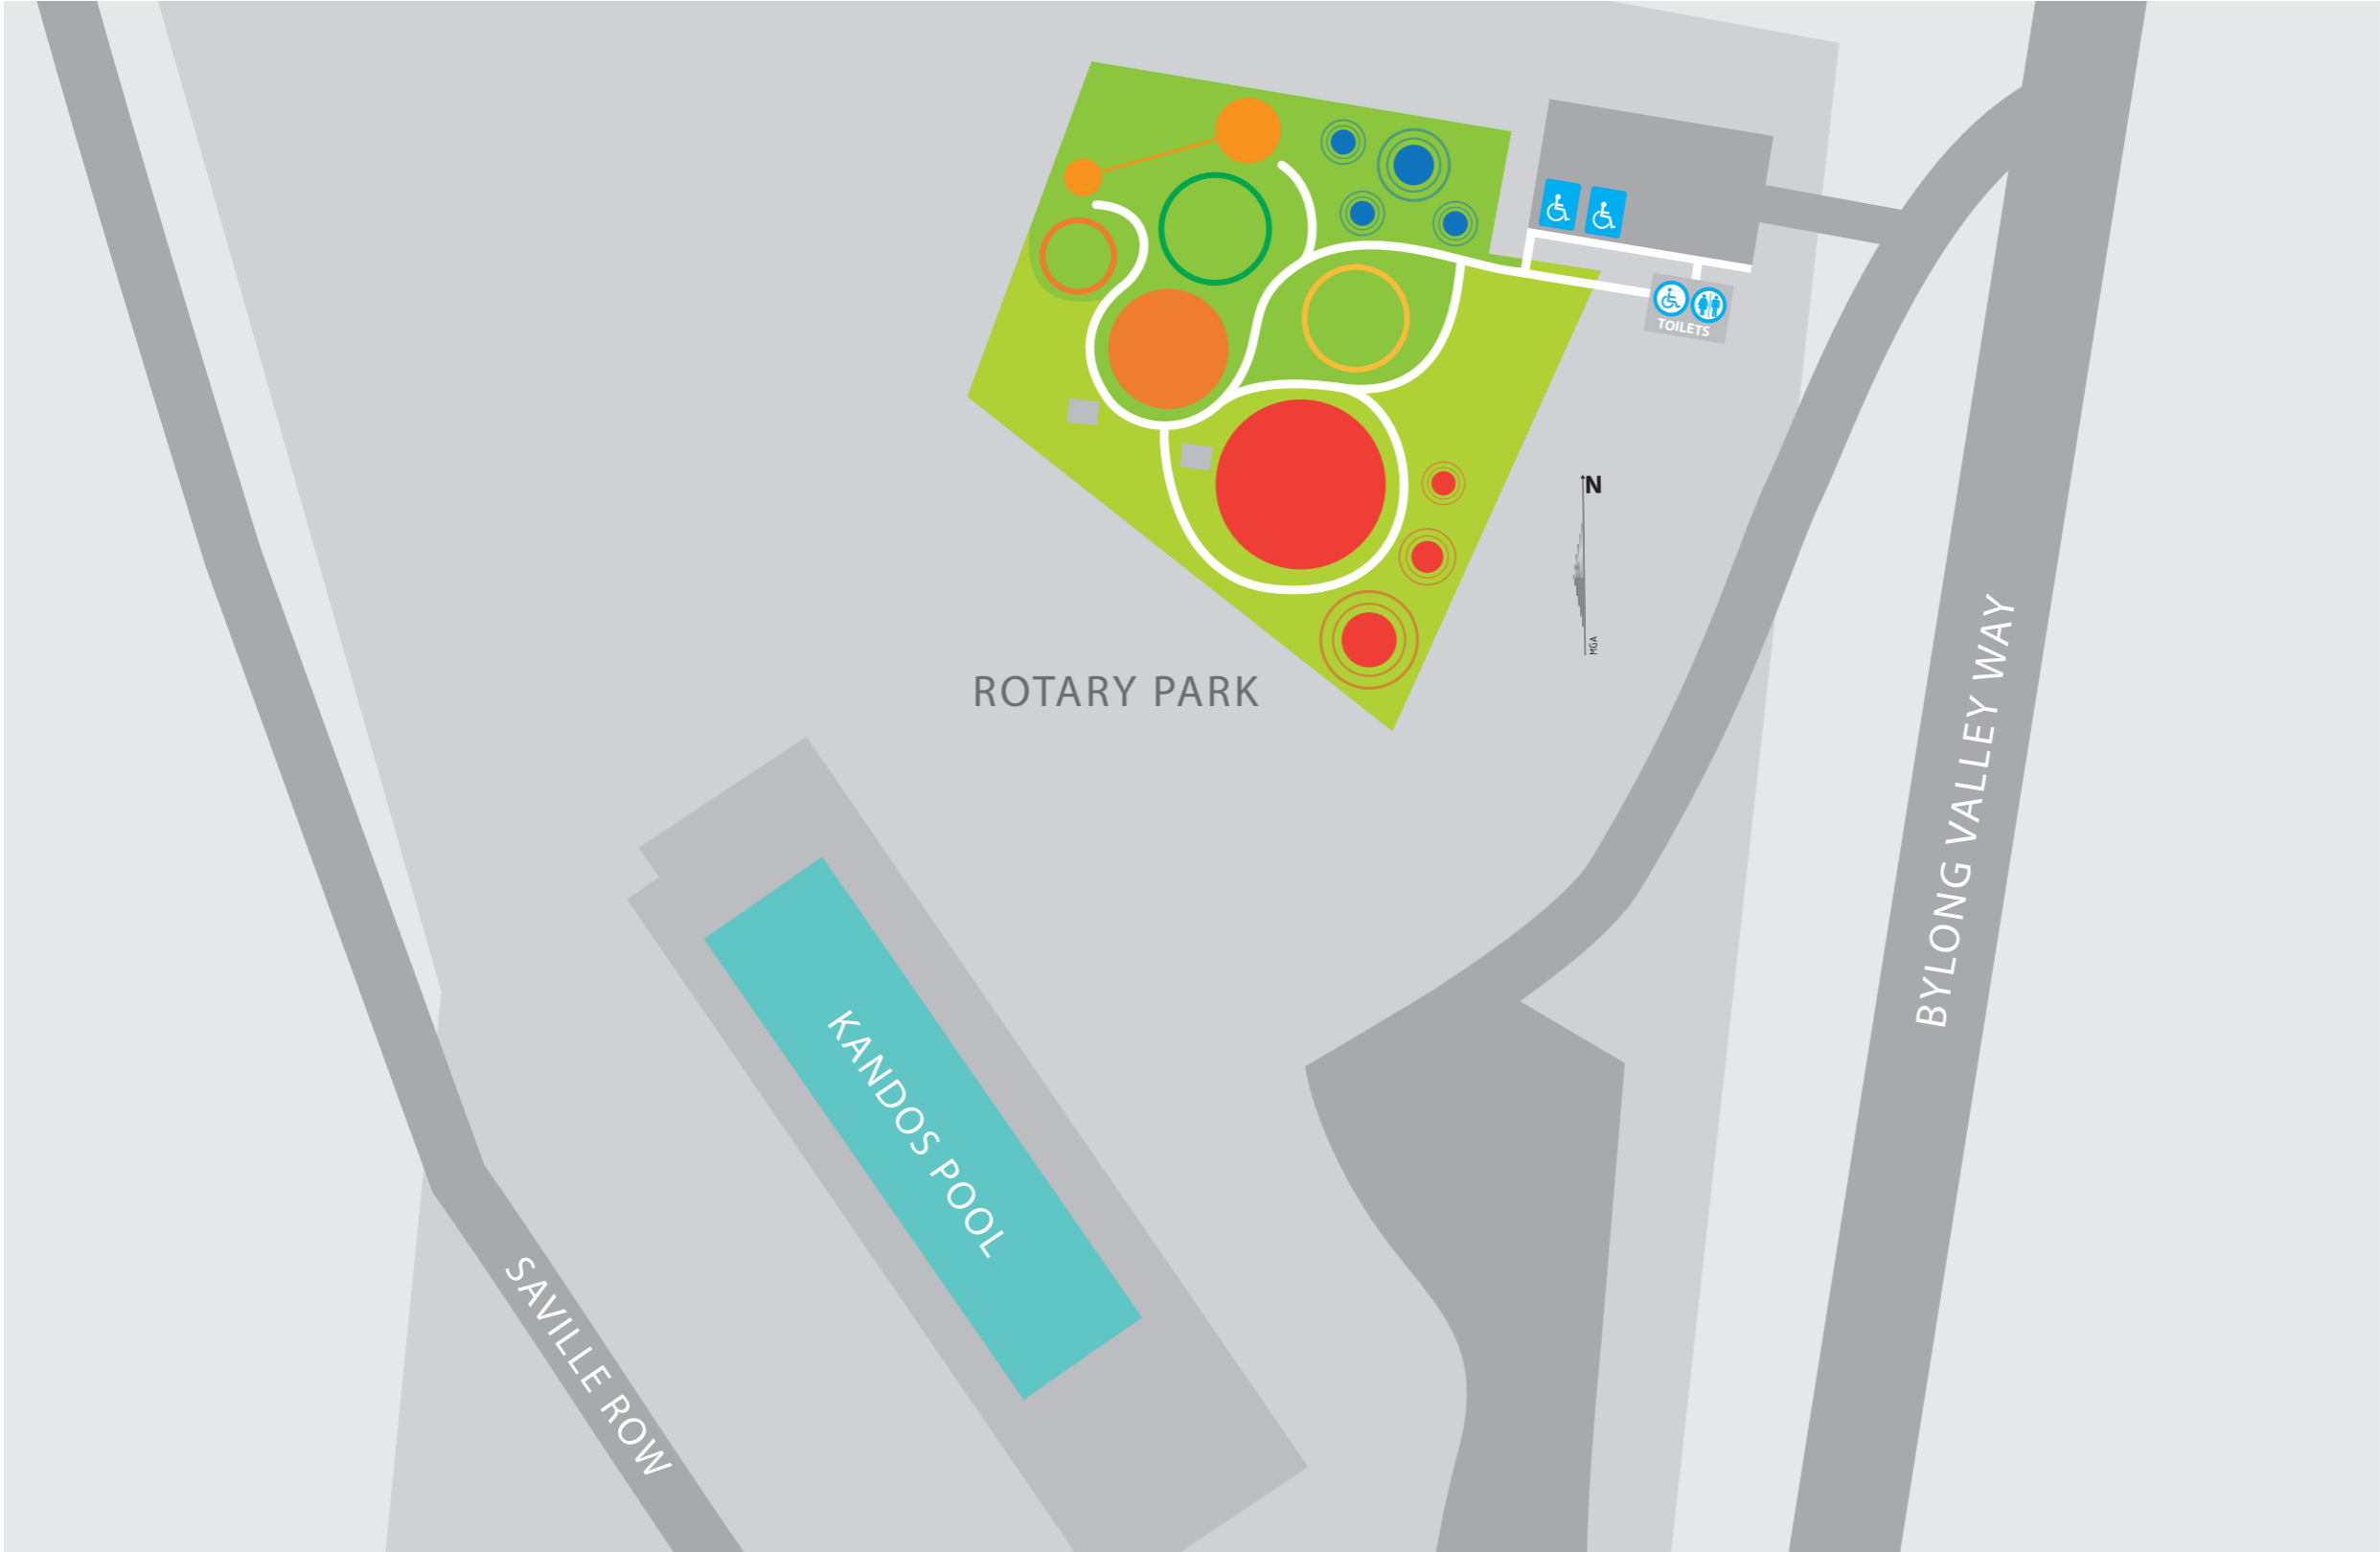 TOILETS
N
MGA
ROTARY PARK
BYLONG VALLEY WAY
KANDOS POOL
SAVILLE ROW